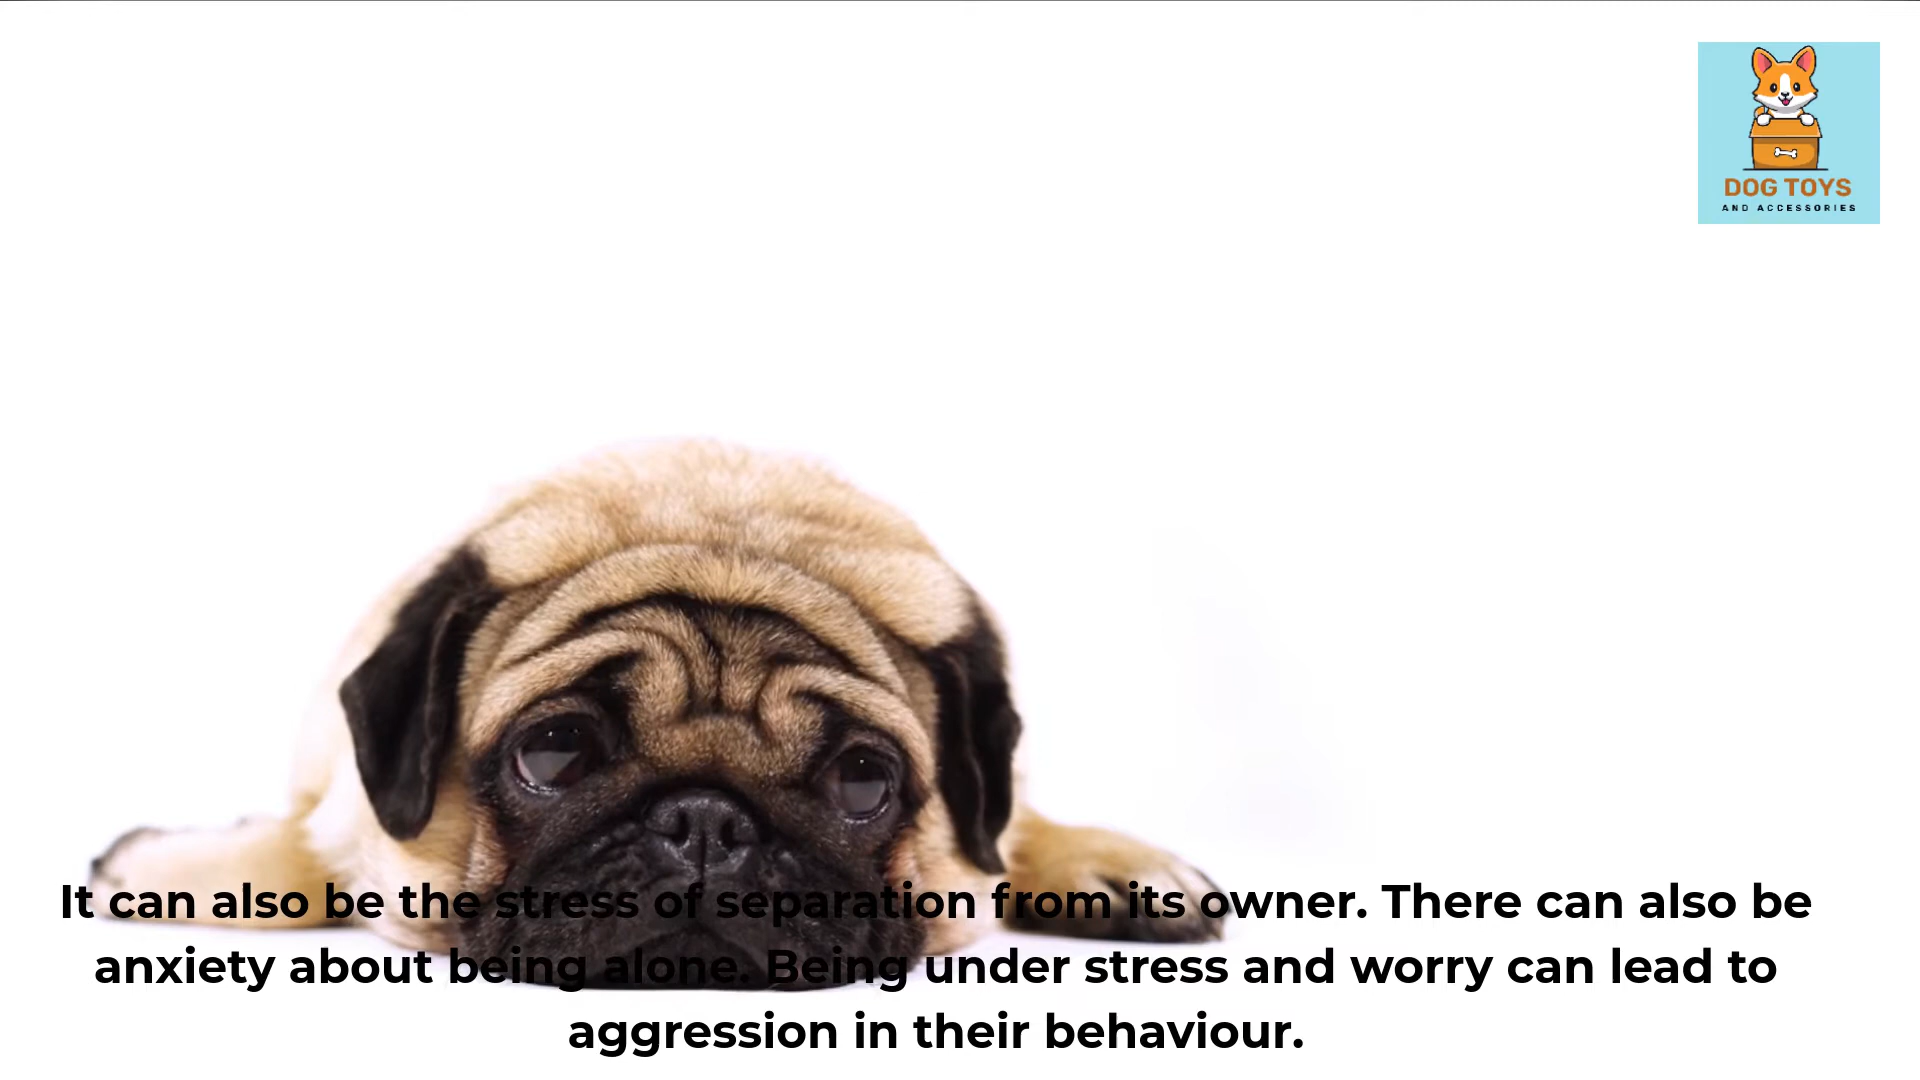 DOG TOYS
AND ACCESSORIES
It can also be the stress of separation from its owner. There can also be
anxiety about being alone. Being under stress and worry can lead to
aggression in their behaviour.